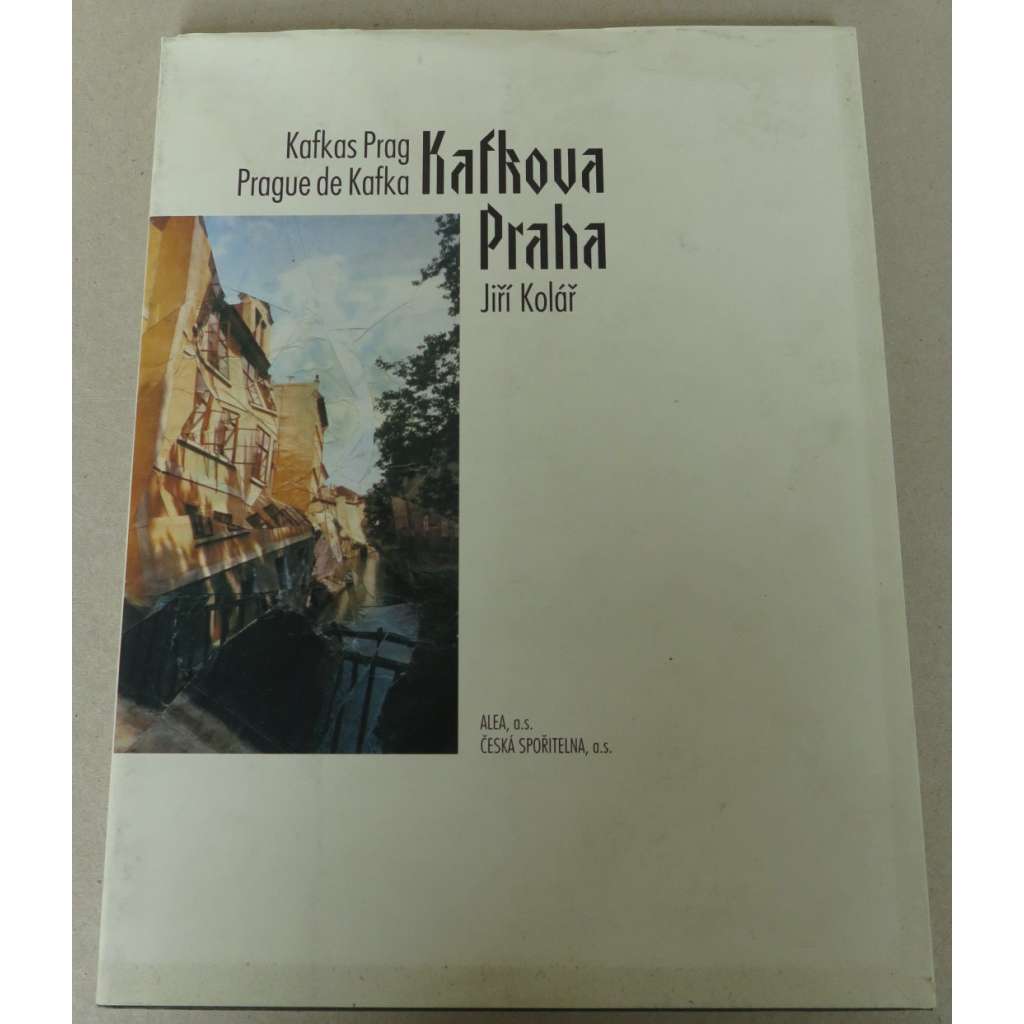 Kafkas Prag
Prague de Kafka
Kafkova
Praha
Jiří Kolář
ALEA, a.s.
ČESKÁ SPOŘITELNA, a.s.